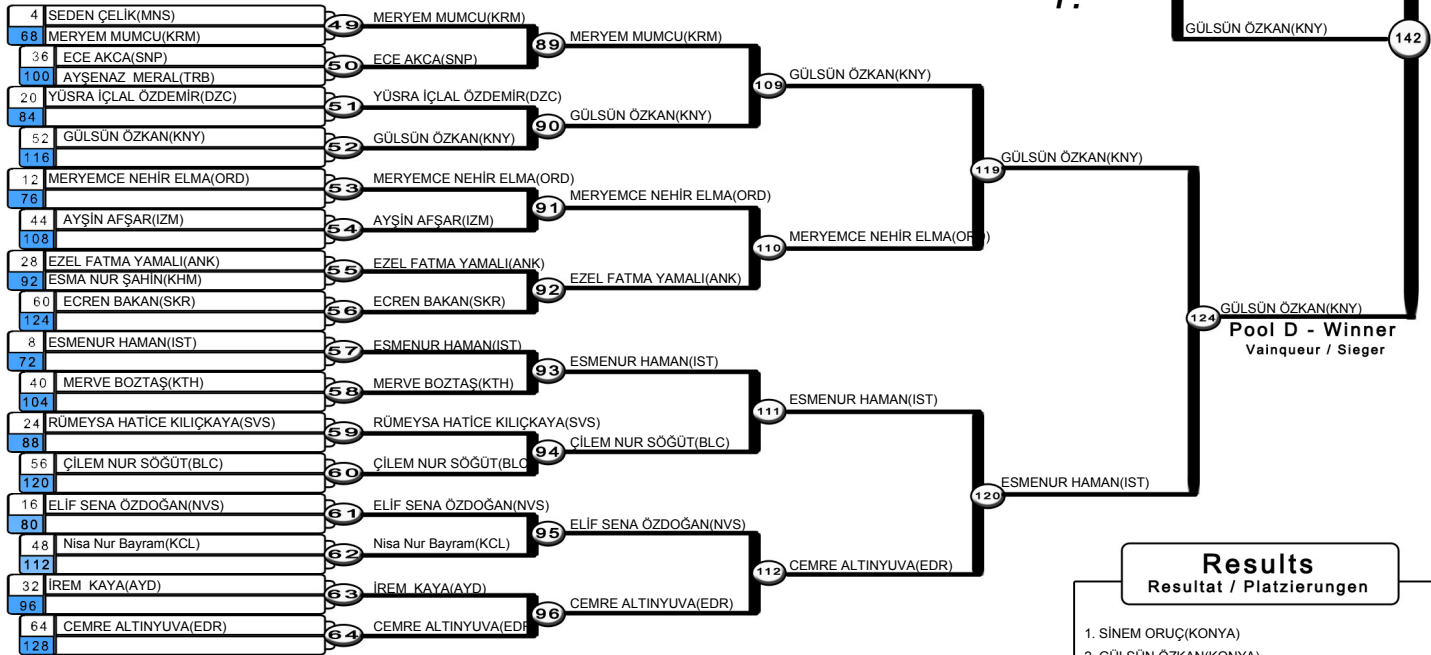 4 SEDEN ÇELİK(MNS)
68 MERYEM MUMCU(KRM)
36 ECE AKCA(SNP)
100 AYŞENAZ MERAL(TRB)
20 YÜSRA İÇLAL ÖZDEMİR(DZC)
84
52 GÜLSÜN ÖZKAN(KNY)
116
12 MERYEMCE NEHİR ELMA(ORD)
76
44 AYŞİN AFŞAR(IZM)
108
28 EZEL FATMA YAMALI(ANK)
92 ESMA NUR ŞAHİN(KHM)
60 ECREN BAKAN(SKR)
124
8 ESMENUR HAMAN(IST)
72
40 MERVE BOZTAŞ(KTH)
104
24 RÜMEYSA HATİCE KILIÇKAYA(SVS)
88
56 ÇİLEM NUR SÖĞÜT(BLC)
120
16 ELİF SENA ÖZDOĞAN(NVS)
80
48 Nisa Nur Bayram(KCL)
112
32 İREM KAYA(AYD)
96
64 CEMRE ALTINYUVA(EDR)
128
49 MERYEM MUMCU(KRM)
50 ECE AKCA(SNP)
51 YÜSRA İÇLAL ÖZDEMİR(DZC)
52 GÜLSÜN ÖZKAN(KNY)
53 MERYEMCE NEHİR ELMA(ORD)
54 AYŞİN AFŞAR(IZM)
55 EZEL FATMA YAMALI(ANK)
56 ECREN BAKAN(SKR)
57 ESMENUR HAMAN(IST)
58 MERVE BOZTAŞ(KTH)
59 RÜMEYSA HATİCE KILIÇKAYA(SVS)
60 ÇİLEM NUR SÖĞÜT(BLC
61 ELİF SENA ÖZDOĞAN(NVS)
62 Nisa Nur Bayram(KCL)
63 İREM KAYA(AYD)
64 CEMRE ALTINYUVA(EDR
89 MERYEM MUMCU(KRM)
90 GÜLSÜN ÖZKAN(KNY)
91 MERYEMCE NEHİR ELMA(ORD)
92 EZEL FATMA YAMALI(ANK)
93 ESMENUR HAMAN(IST)
94 ÇİLEM NUR SÖĞÜT(BLC)
95 ELİF SENA ÖZDOĞAN(NVS)
96 CEMRE ALTINYUVA(EDR)
109 GÜLSÜN ÖZKAN(KNY)
110 MERYEMCE NEHİR ELMA(ORD)
111 ESMENUR HAMAN(IST)
112 CEMRE ALTINYUVA(EDR)
119 GÜLSÜN ÖZKAN(KNY)
120 ESMENUR HAMAN(IST)
124 GÜLSÜN ÖZKAN(KNY)
Pool D - Winner
Vainqueur / Sieger
GÜLSÜN ÖZKAN(KNY) 142
Results
Resultat / Platzierungen
1. SİNEM ORUÇ(KONYA)
2. GÜLSÜN ÖZKAN(KONYA)